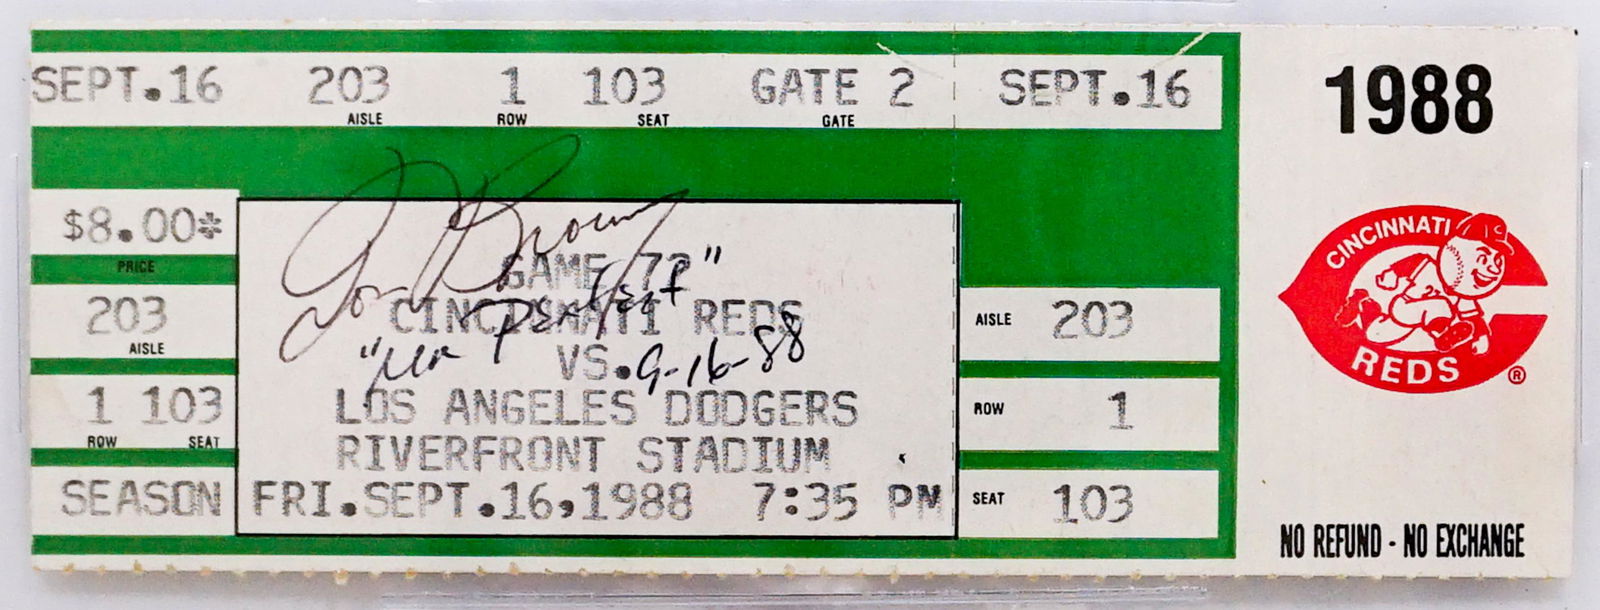 SEPT.16 203 1 103 GATE 2 SEPT.16
AISLE ROW SEAT GATE
$8.00*
PRICE
203
AISLE
1 103
ROW SEAT
SEASON
Tom Browning
"Mr Perfect"
9-16-88
GAME 72
CINCINNATI REDS
VS.
LOS ANGELES DODGERS
RIVERFRONT STADIUM
FRI.SEPT.16,1988 7:35 PM
AISLE 203
ROW 1
SEAT 103
1988
CINCINNATI
REDS
®
NO REFUND - NO EXCHANGE